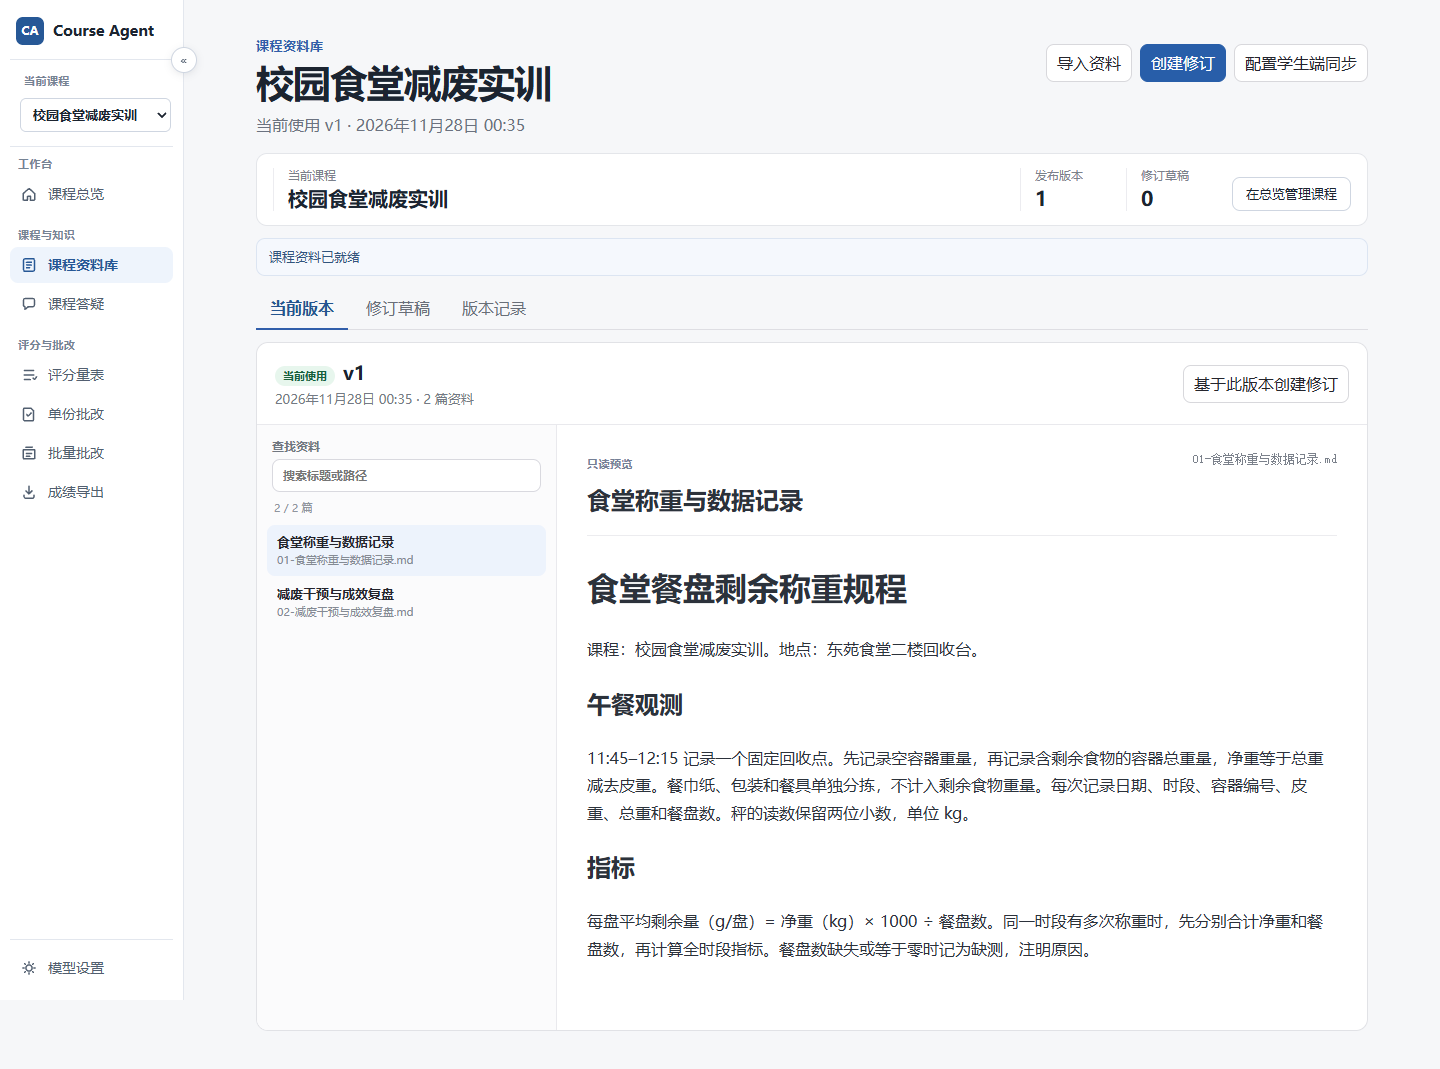 CA Course Agent
«
当前课程
校园食堂减废实训
工作台
课程总览
课程与知识
课程资料库
课程答疑
评分与批改
评分量表
单份批改
批量批改
成绩导出
模型设置
课程资料库
校园食堂减废实训
当前使用 v1 · 2026年11月28日 00:35
导入资料
创建修订
配置学生端同步
当前课程
校园食堂减废实训
发布版本
1
修订草稿
0
在总览管理课程
课程资料已就绪
当前版本
修订草稿
版本记录
当前使用 v1
2026年11月28日 00:35 · 2 篇资料
基于此版本创建修订
查找资料
搜索标题或路径
2 / 2 篇
食堂称重与数据记录
01-食堂称重与数据记录.md
减废干预与成效复盘
02-减废干预与成效复盘.md
只读预览
01-食堂称重与数据记录.md
食堂称重与数据记录
食堂餐盘剩余称重规程
课程：校园食堂减废实训。地点：东苑食堂二楼回收台。
午餐观测
11:45–12:15 记录一个固定回收点。先记录空容器重量，再记录含剩余食物的容器总重量，净重等于总重
减去皮重。餐巾纸、包装和餐具单独分拣，不计入剩余食物重量。每次记录日期、时段、容器编号、皮
重、总重和餐盘数。秤的读数保留两位小数，单位 kg。
指标
每盘平均剩余量（g/盘）= 净重（kg）× 1000 ÷ 餐盘数。同一时段有多次称重时，先分别合计净重和餐
盘数，再计算全时段指标。餐盘数缺失或等于零时记为缺测，注明原因。